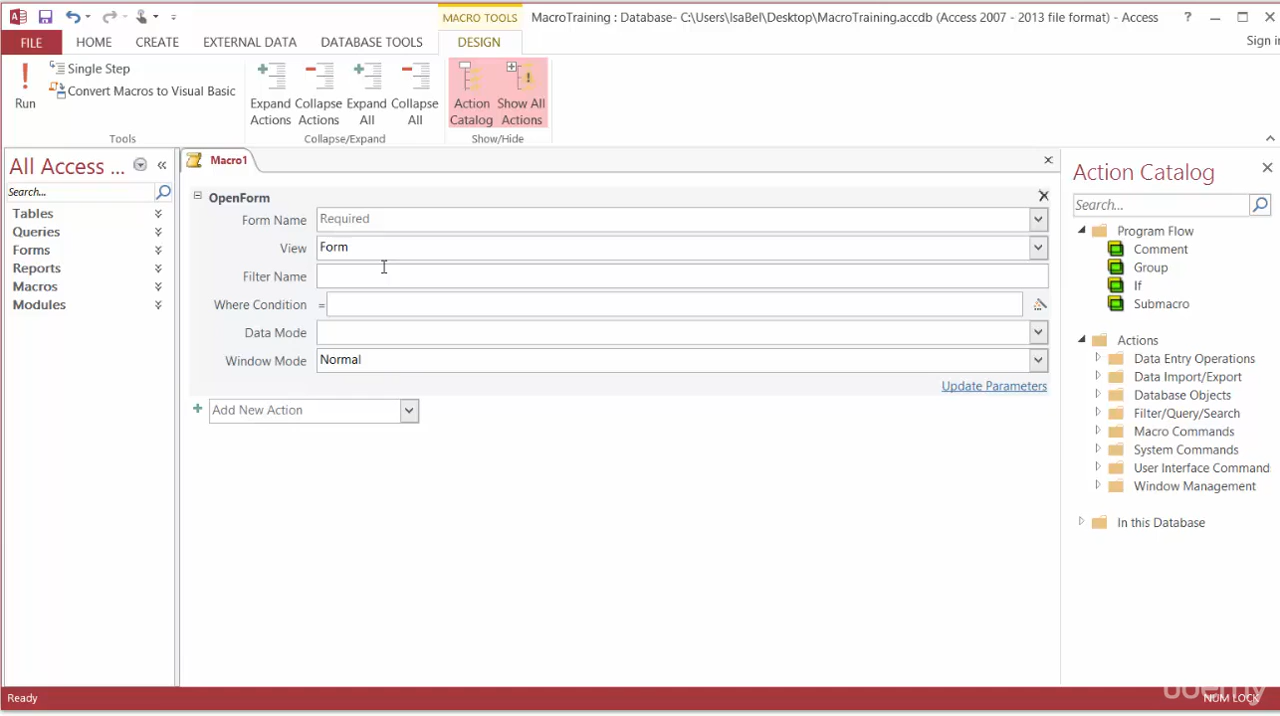 MACRO TOOLS
MacroTraining : Database- C:\Users\IsaBel\Desktop\MacroTraining.accdb (Access 2007 - 2013 file format) - Access
?
FILE HOME CREATE EXTERNAL DATA DATABASE TOOLS DESIGN Sign in
Run
Single Step
Convert Macros to Visual Basic
Tools
Expand Actions
Collapse Actions
Expand All
Collapse All
Collapse/Expand
Action Catalog
Show All Actions
Show/Hide
All Access ...
Search...
Tables
Queries
Forms
Reports
Macros
Modules
Macro1
OpenForm
Form Name Required
View Form
Filter Name
Where Condition =
Data Mode
Window Mode Normal
Update Parameters
Add New Action
Action Catalog
Search...
Program Flow
Comment
Group
If
Submacro
Actions
Data Entry Operations
Data Import/Export
Database Objects
Filter/Query/Search
Macro Commands
System Commands
User Interface Command
Window Management
In this Database
Ready
NUM LOCK
udemy